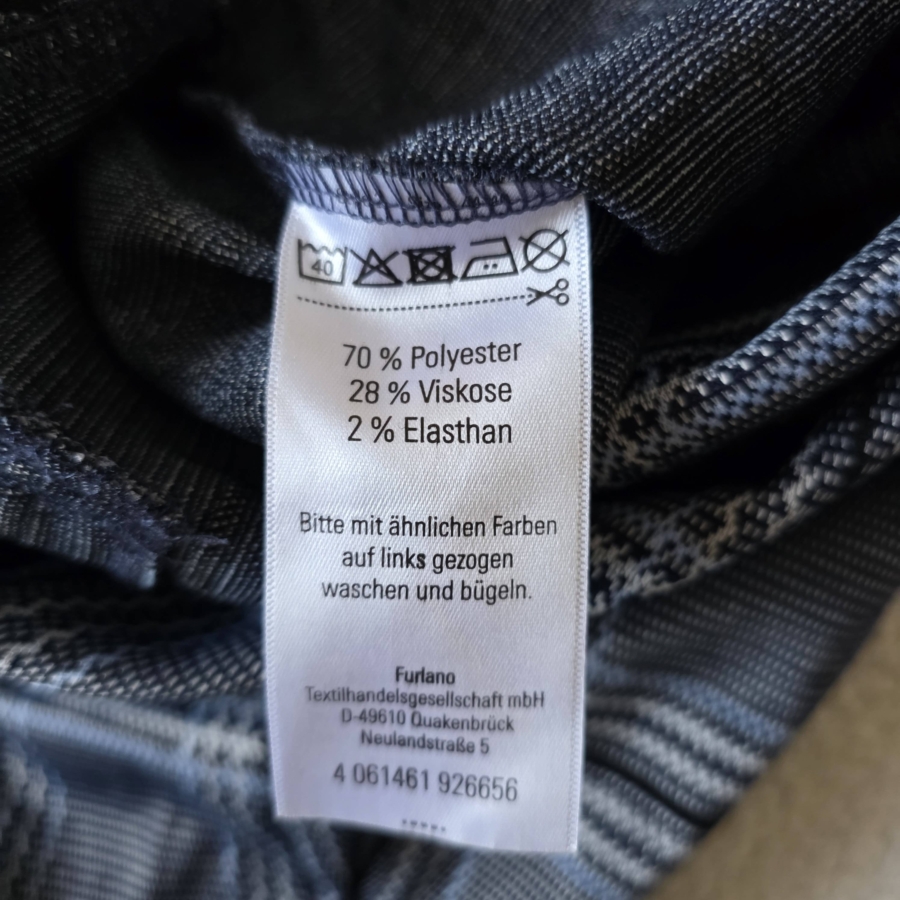 40
70 % Polyester
28 % Viskose
2 % Elasthan
Bitte mit ähnlichen Farben
auf links gezogen
waschen und bügeln.
Furlano
Textilhandelsgesellschaft mbH
D-49610 Quakenbrück
Neulandstraße 5
4 061461 926656